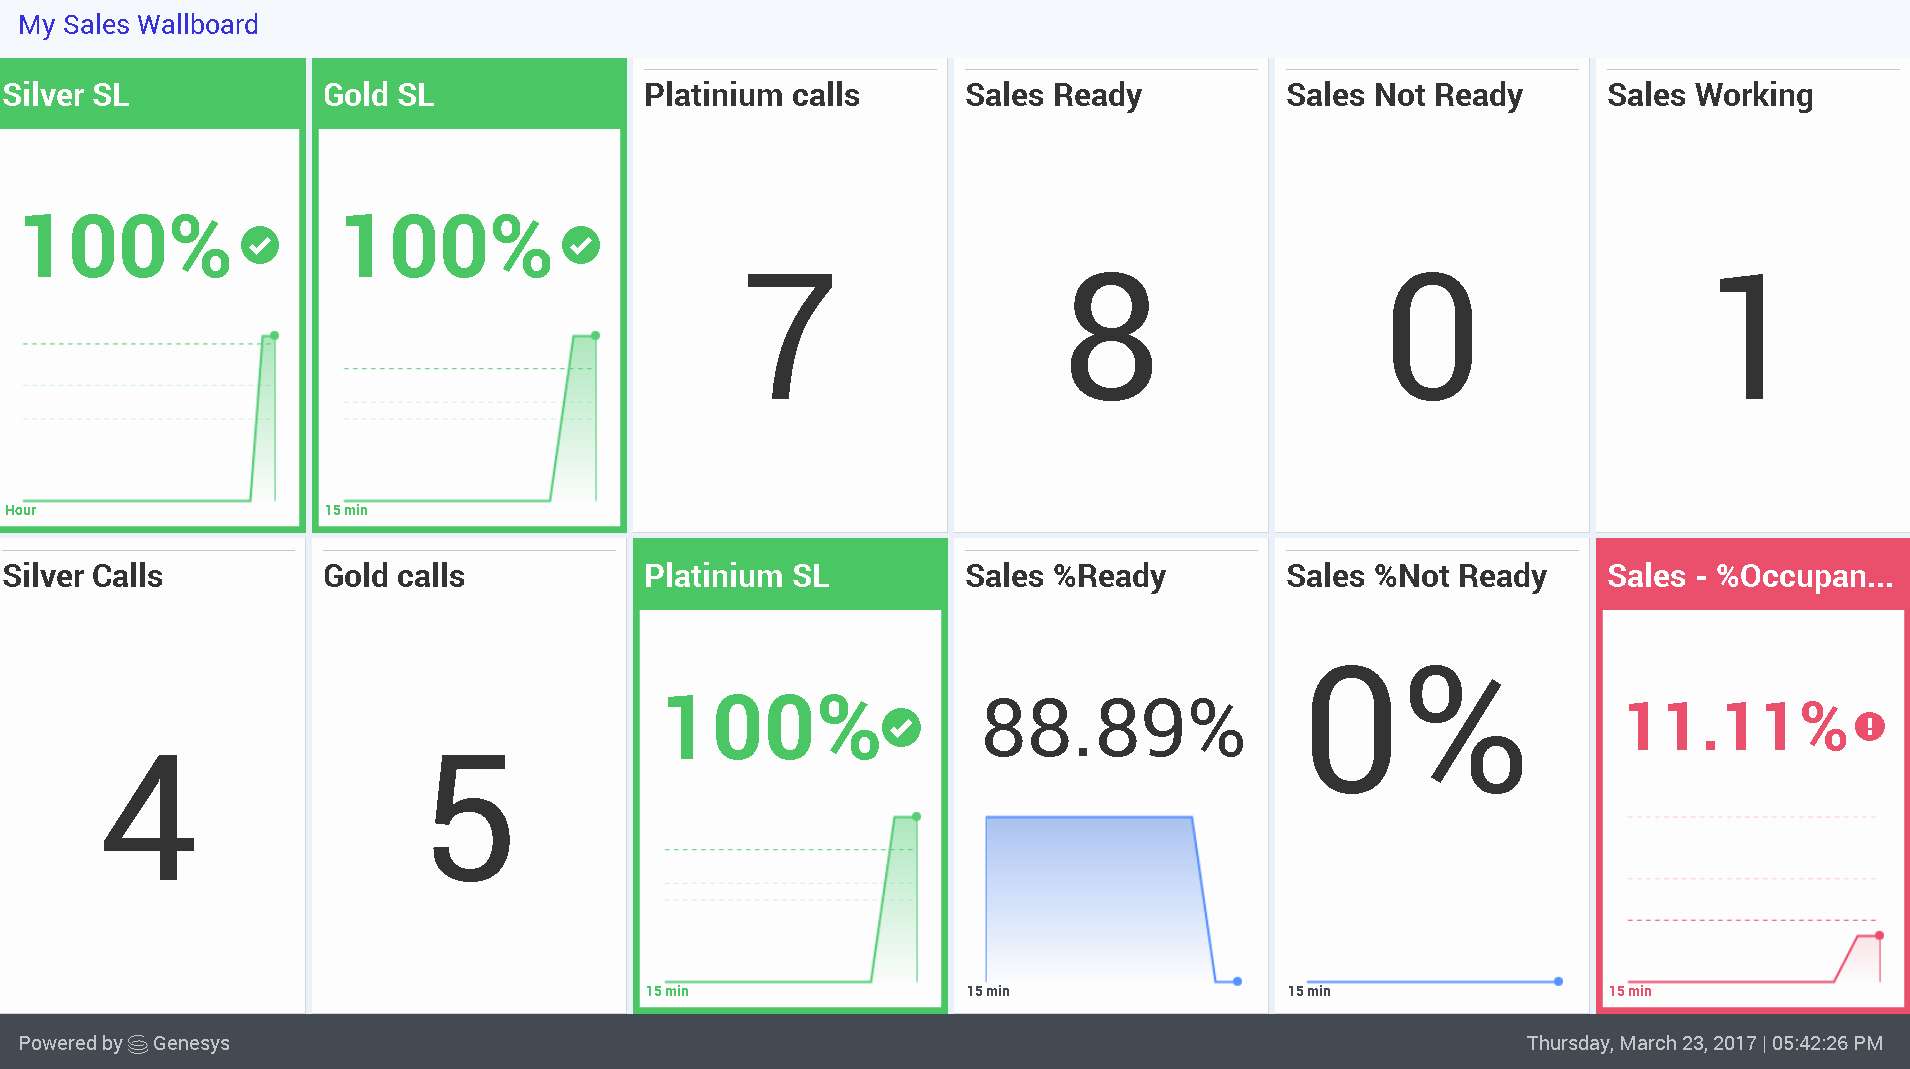 My Sales Wallboard
Silver SL
100%
Hour
Gold SL
100%
15 min
Platinium calls
7
Sales Ready
8
Sales Not Ready
0
Sales Working
1
Silver Calls
4
Gold calls
5
Platinium SL
100%
15 min
Sales %Ready
88.89%
15 min
Sales %Not Ready
0%
15 min
Sales - %Occupan...
11.11%
15 min
Powered by Genesys
Thursday, March 23, 2017 | 05:42:26 PM